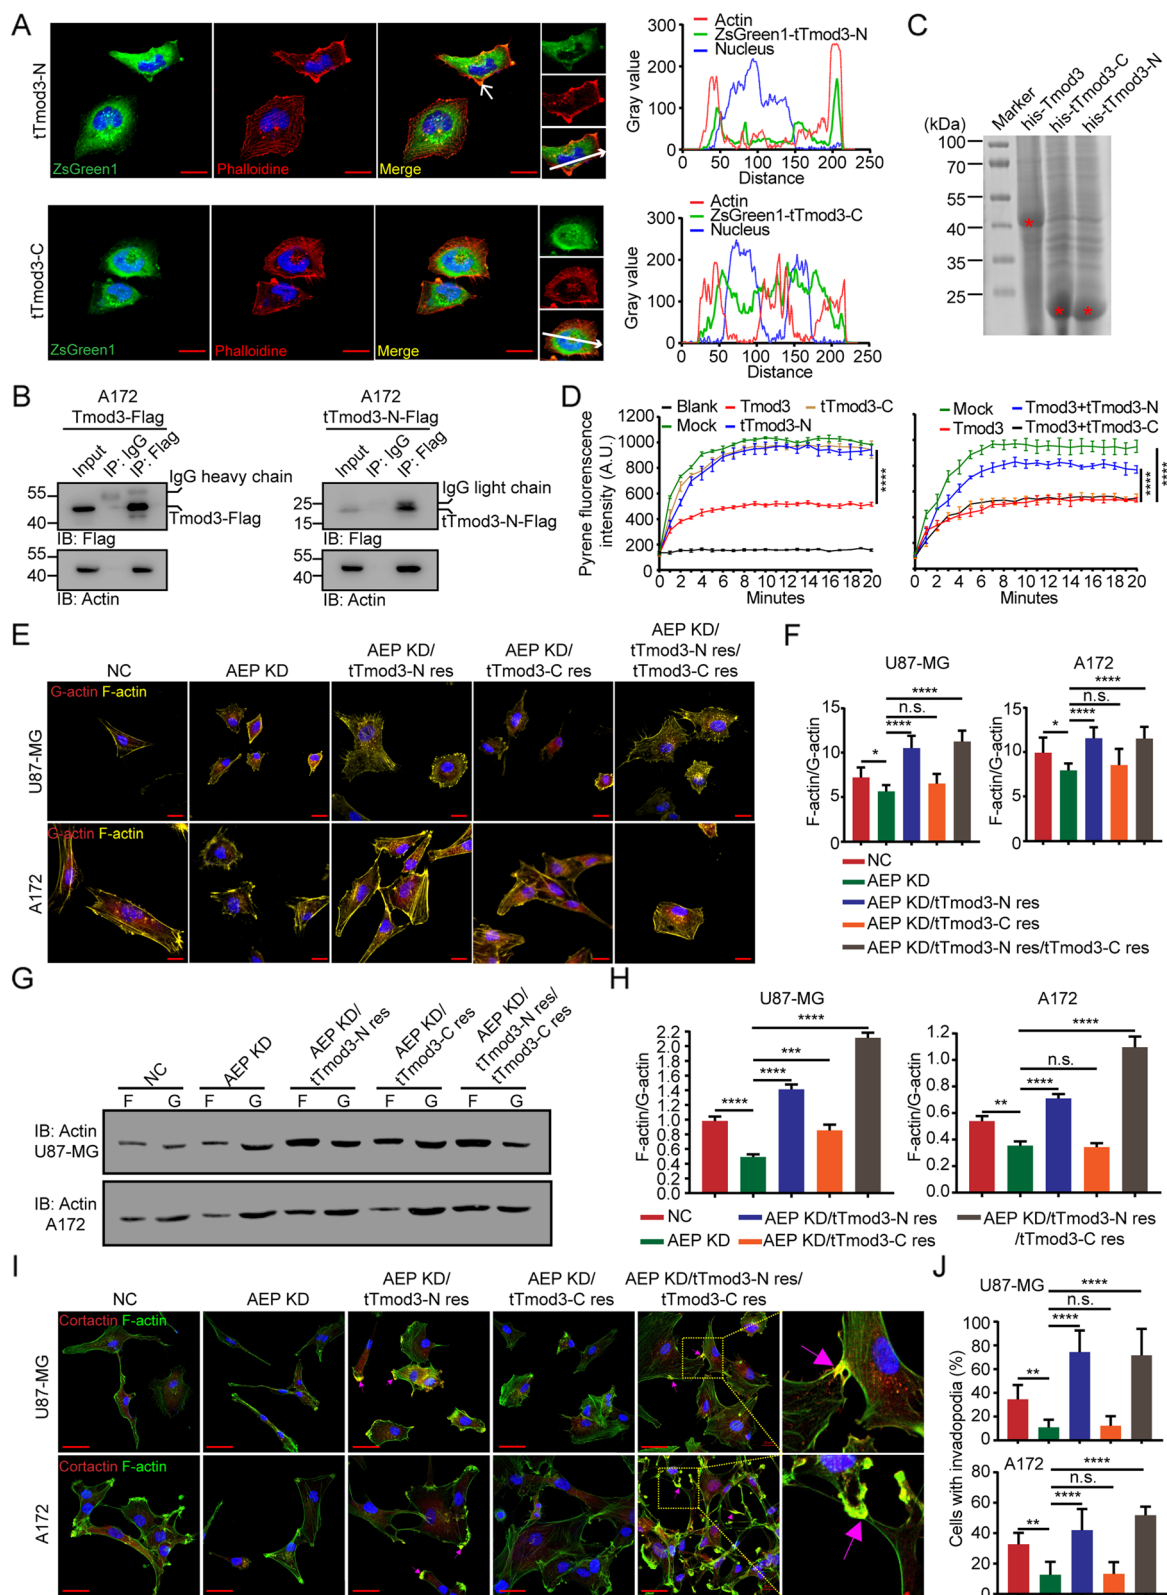 A
tTmod3-N
ZsGreen1
Phalloidine
Merge
Gray value
300
200
100
0
Actin
ZsGreen1-tTmod3-N
Nucleus
0 50 100 150 200 250
Distance
tTmod3-C
ZsGreen1
Phalloidine
Merge
Gray value
300
200
100
0
Actin
ZsGreen1-tTmod3-C
Nucleus
0 50 100 150 200 250
Distance
C
Marker
his-Tmod3
his-tTmod3-C
his-tTmod3-N
(kDa)
100
70
55
40
35
25
*
* *
B
A172
Tmod3-Flag
Input
IP: IgG
IP: Flag
55
40
IgG heavy chain
Tmod3-Flag
IB: Flag
55
40
IB: Actin
A172
tTmod3-N-Flag
Input
IP: IgG
IP: Flag
25
15
IgG light chain
tTmod3-N-Flag
IB: Flag
55
40
IB: Actin
D
Blank Tmod3 tTmod3-C
Mock tTmod3-N
Pyrene fluorescence
intensity (A.U.)
1200
1000
800
600
400
200
0
****
0 2 4 6 8 10 12 14 16 18 20
Minutes
Mock Tmod3+tTmod3-N
Tmod3 Tmod3+tTmod3-C
****
****
0 2 4 6 8 10 12 14 16 18 20
Minutes
E
NC
AEP KD
AEP KD/
tTmod3-N res
AEP KD/
tTmod3-C res
AEP KD/
tTmod3-N res/
tTmod3-C res
U87-MG
G-actin F-actin
A172
G-actin F-actin
F
U87-MG
F-actin/G-actin
15
10
5
0
****
n.s.
****
*
A172
F-actin/G-actin
15
10
5
0
****
n.s.
****
*
NC
AEP KD
AEP KD/tTmod3-N res
AEP KD/tTmod3-C res
AEP KD/tTmod3-N res/tTmod3-C res
G
NC
AEP KD
AEP KD/
tTmod3-N res
AEP KD/
tTmod3-C res
AEP KD/
tTmod3-N res/
tTmod3-C res
F G F G F G F G F G
IB: Actin
U87-MG
IB: Actin
A172
H
U87-MG
F-actin/G-actin
2.2
2.0
1.8
1.6
1.4
1.2
1.0
0.8
0.6
0.4
0.2
0.0
****
***
****
****
A172
F-actin/G-actin
1.2
1.0
0.8
0.6
0.4
0.2
0.0
****
n.s.
****
**
NC
AEP KD
AEP KD/tTmod3-N res
AEP KD/tTmod3-C res
AEP KD/tTmod3-N res
/tTmod3-C res
I
NC
AEP KD
AEP KD/
tTmod3-N res
AEP KD/
tTmod3-C res
AEP KD/tTmod3-N res/
tTmod3-C res
U87-MG
Cortactin F-actin
A172
Cortactin F-actin
J
U87-MG
Cells with invadopodia (%)
100
80
60
40
20
0
****
n.s.
****
**
A172
80
60
40
20
0
****
n.s.
****
**